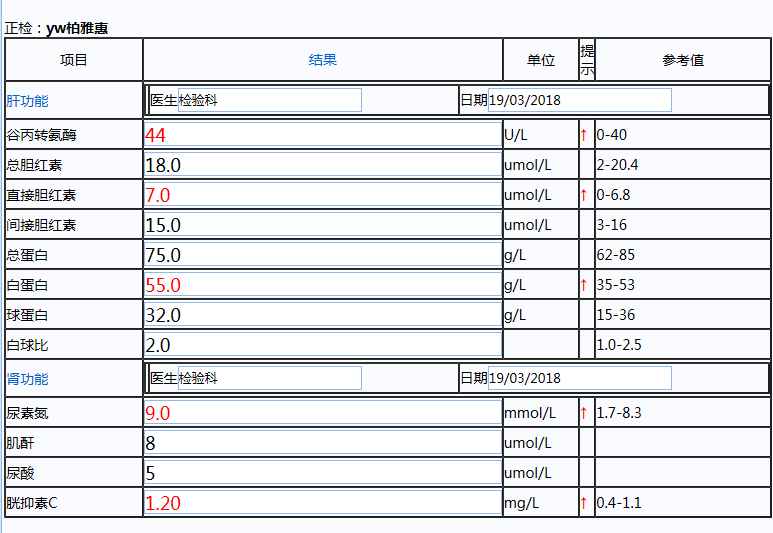 正检：yw柏雅惠
项目 结果 单位 提示 参考值
肝功能 医生检验科 日期19/03/2018
谷丙转氨酶 44 U/L ↑ 0-40
总胆红素 18.0 umol/L 2-20.4
直接胆红素 7.0 umol/L ↑ 0-6.8
间接胆红素 15.0 umol/L 3-16
总蛋白 75.0 g/L 62-85
白蛋白 55.0 g/L ↑ 35-53
球蛋白 32.0 g/L 15-36
白球比 2.0 1.0-2.5
肾功能 医生检验科 日期19/03/2018
尿素氮 9.0 mmol/L ↑ 1.7-8.3
肌酐 8 umol/L
尿酸 5 umol/L
胱抑素C 1.20 mg/L ↑ 0.4-1.1